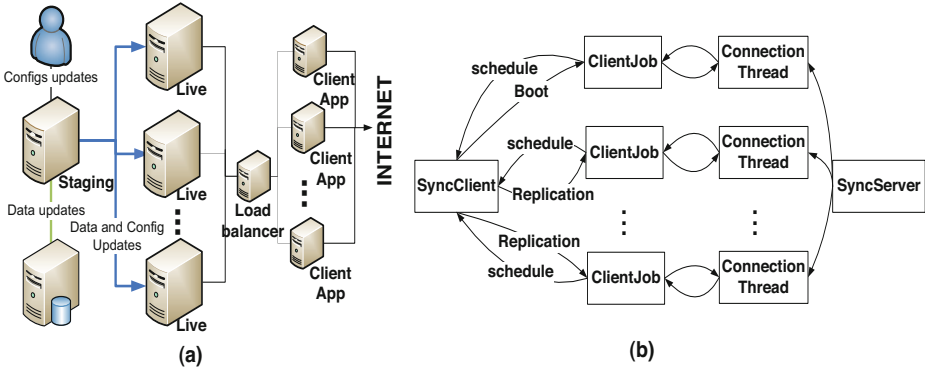 Configs updates
Staging
Data updates
Data and Config
Updates
Live
Live
Live
Load
balancer
Client
App
Client
App
Client
App
INTERNET
(a)
SyncClient
schedule
Boot
schedule
Replication
Replication
schedule
ClientJob
ClientJob
ClientJob
Connection
Thread
Connection
Thread
Connection
Thread
SyncServer
(b)